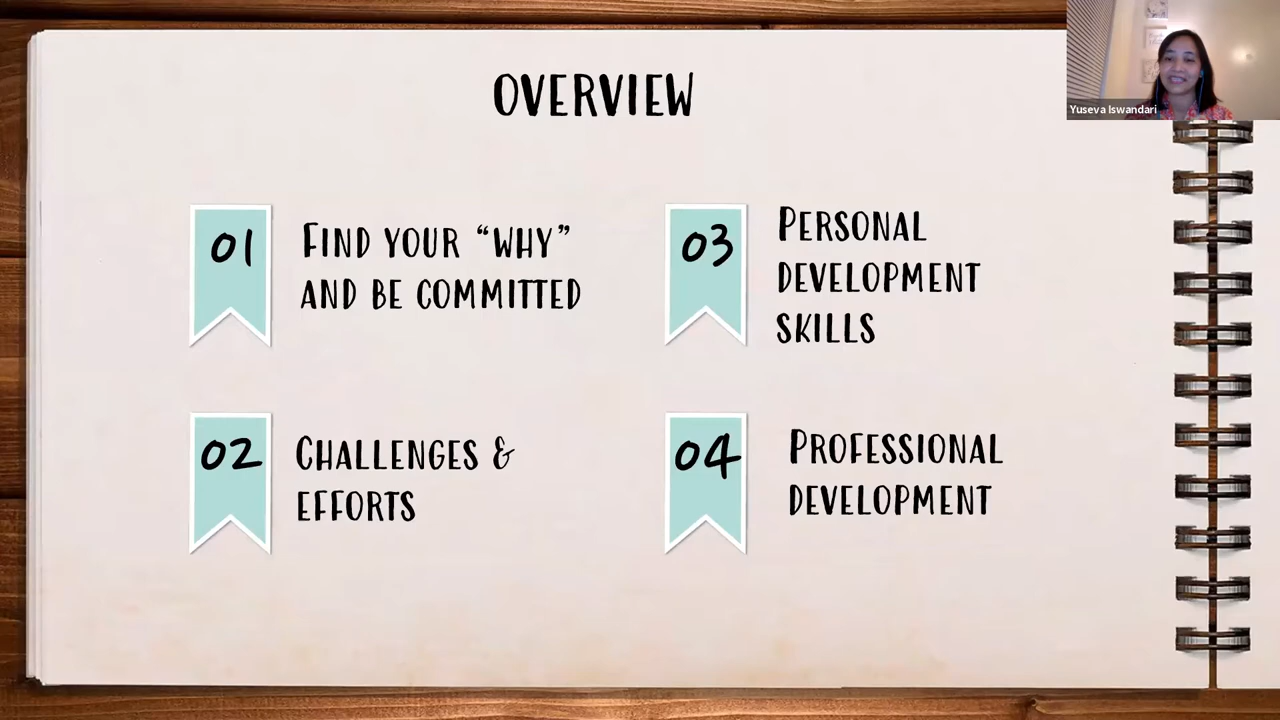 OVERVIEW
Yuseva Iswandari
01
FIND YOUR “WHY”
AND BE COMMITTED
02
CHALLENGES &
EFFORTS
03
PERSONAL
DEVELOPMENT
SKILLS
04
PROFESSIONAL
DEVELOPMENT